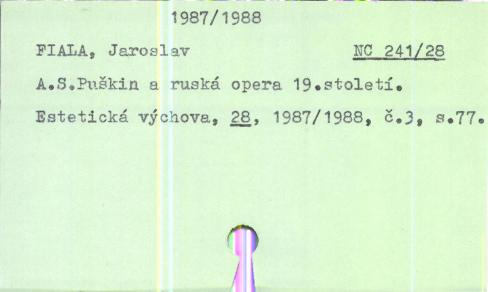 1987/1988
FIALA, Jaroslav NC 241/28
A.S.Puškin a ruská opera 19.století.
Estetická výchova, 28, 1987/1988, č.3, s.77.